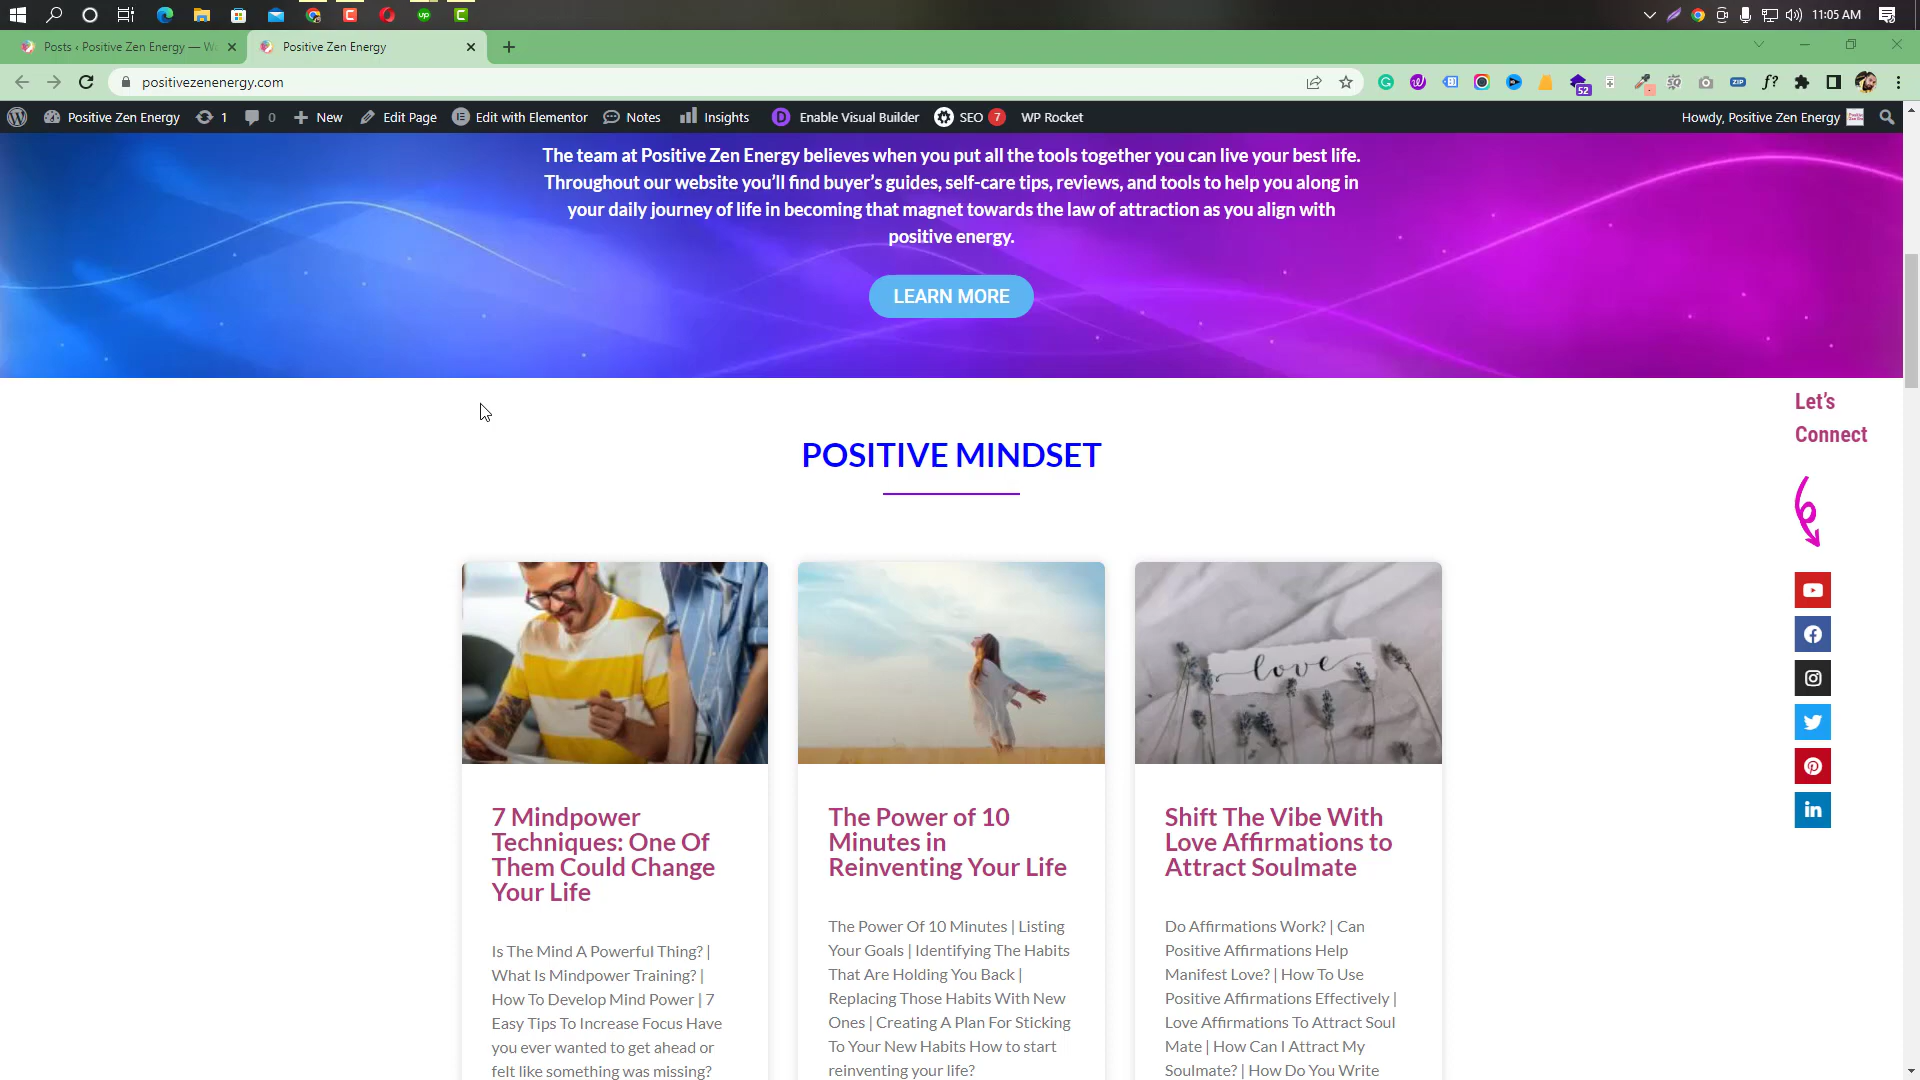 11:05 AM
Posts ‹ Positive Zen Energy — Wo
Positive Zen Energy
positivezenenergy.com
52
ZIP
f?
Positive Zen Energy
1
0
New
Edit Page
Edit with Elementor
Notes
Insights
D
Enable Visual Builder
SEO
7
WP Rocket
Howdy, Positive Zen Energy
The team at Positive Zen Energy believes when you put all the tools together you can live your best life.
Throughout our website you’ll find buyer’s guides, self-care tips, reviews, and tools to help you along in
your daily journey of life in becoming that magnet towards the law of attraction as you align with
positive energy.
LEARN MORE
Let’s
Connect
POSITIVE MINDSET
love
7 Mindpower
Techniques: One Of
Them Could Change
Your Life
Is The Mind A Powerful Thing? |
What Is Mindpower Training? |
How To Develop Mind Power | 7
Easy Tips To Increase Focus Have
you ever wanted to get ahead or
felt like something was missing?
The Power of 10
Minutes in
Reinventing Your Life
The Power Of 10 Minutes | Listing
Your Goals | Identifying The Habits
That Are Holding You Back |
Replacing Those Habits With New
Ones | Creating A Plan For Sticking
To Your New Habits How to start
reinventing your life?
Shift The Vibe With
Love Affirmations to
Attract Soulmate
Do Affirmations Work? | Can
Positive Affirmations Help
Manifest Love? | How To Use
Positive Affirmations Effectively |
Love Affirmations To Attract Soul
Mate | How Can I Attract My
Soulmate? | How Do You Write